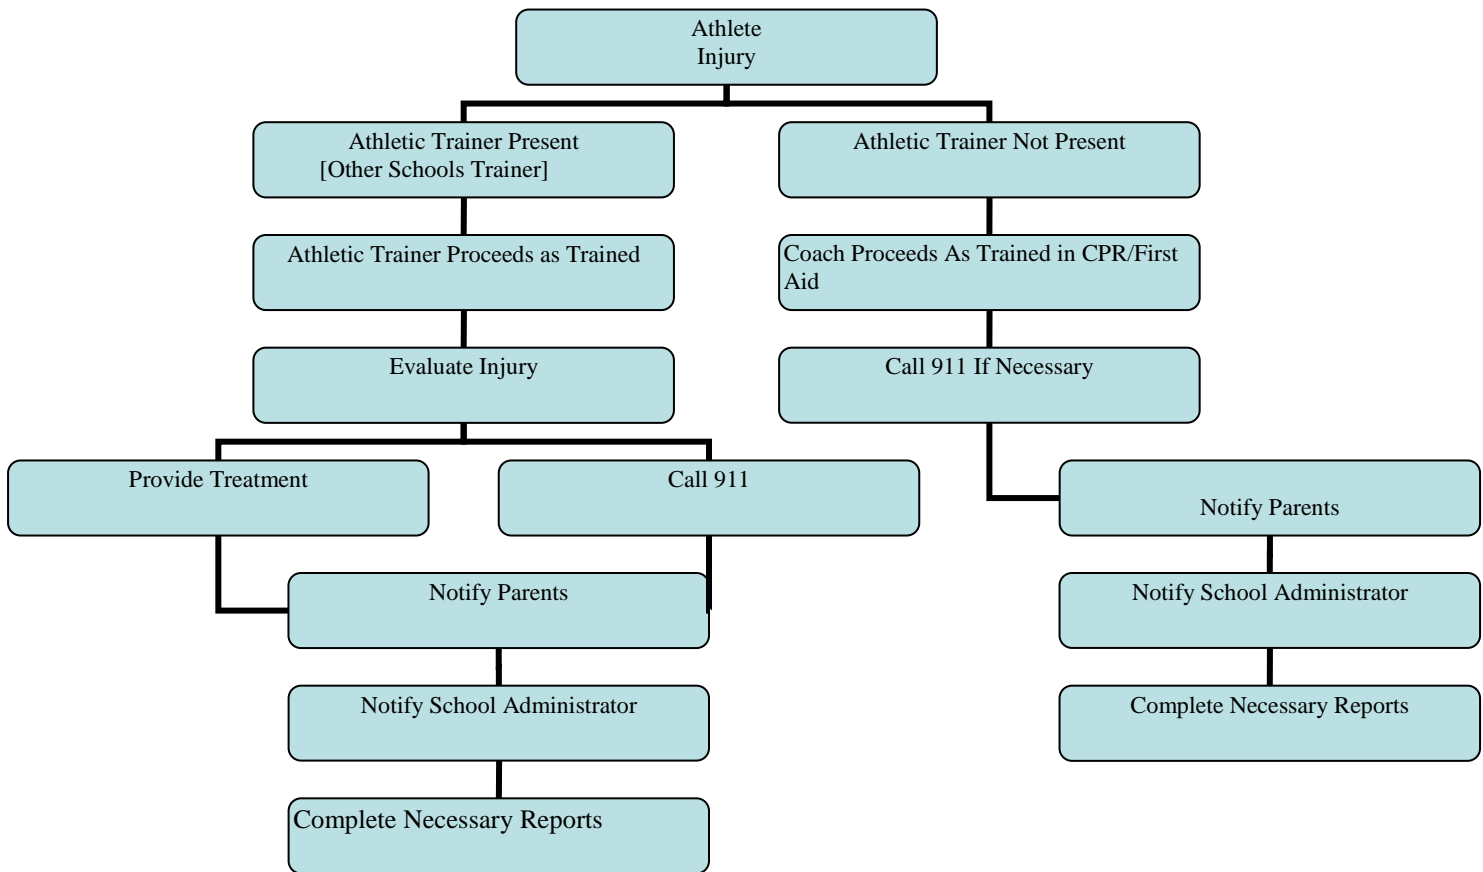 Athlete
Injury
Athletic Trainer Present
[Other Schools Trainer]
Athletic Trainer Not Present
Athletic Trainer Proceeds as Trained
Coach Proceeds As Trained in CPR/First
Aid
Evaluate Injury
Call 911 If Necessary
Provide Treatment
Call 911
Notify Parents
Notify Parents
Notify School Administrator
Notify School Administrator
Complete Necessary Reports
Complete Necessary Reports